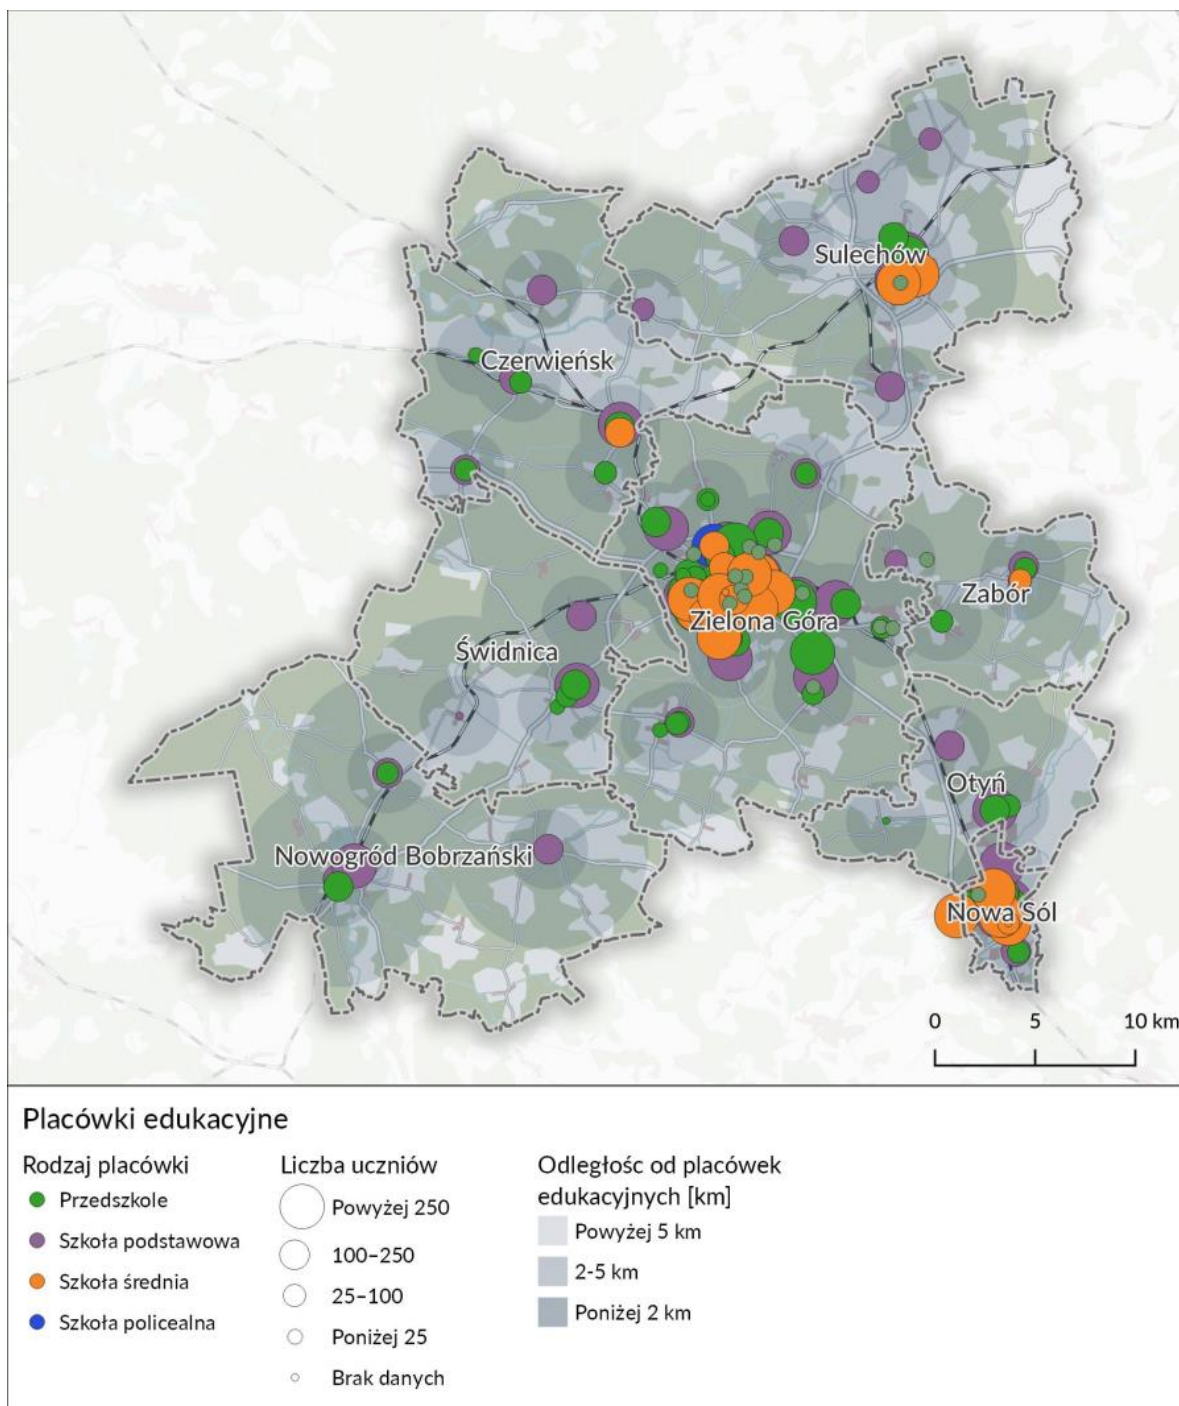 Sulechów
Czerwieńsk
Zabór
Zielona Góra
Świdnica
Otyń
Nowogród Bobrzański
Nowa Sól
0 5 10 km
Placówki edukacyjne
Rodzaj placówki
Przedszkole
Szkoła podstawowa
Szkoła średnia
Szkoła policealna
Liczba uczniów
Powyżej 250
100–250
25–100
Poniżej 25
Brak danych
Odległośc od placówek
edukacyjnych [km]
Powyżej 5 km
2-5 km
Poniżej 2 km